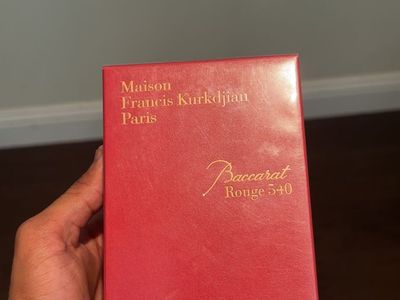 Maison
Francis Kurkdjian
Paris
Baccarat
Rouge 540